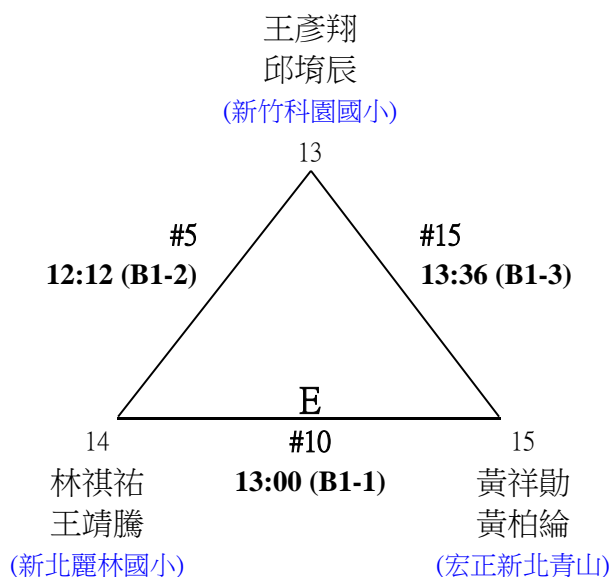 王彥翔
邱堉辰
(新竹科園國小)
13
#5
#15
12:12 (B1-2)
13:36 (B1-3)
E
14
#10
15
林祺祐
13:00 (B1-1)
黃祥勛
王靖騰
黃柏綸
(新北麗林國小)
(宏正新北青山)